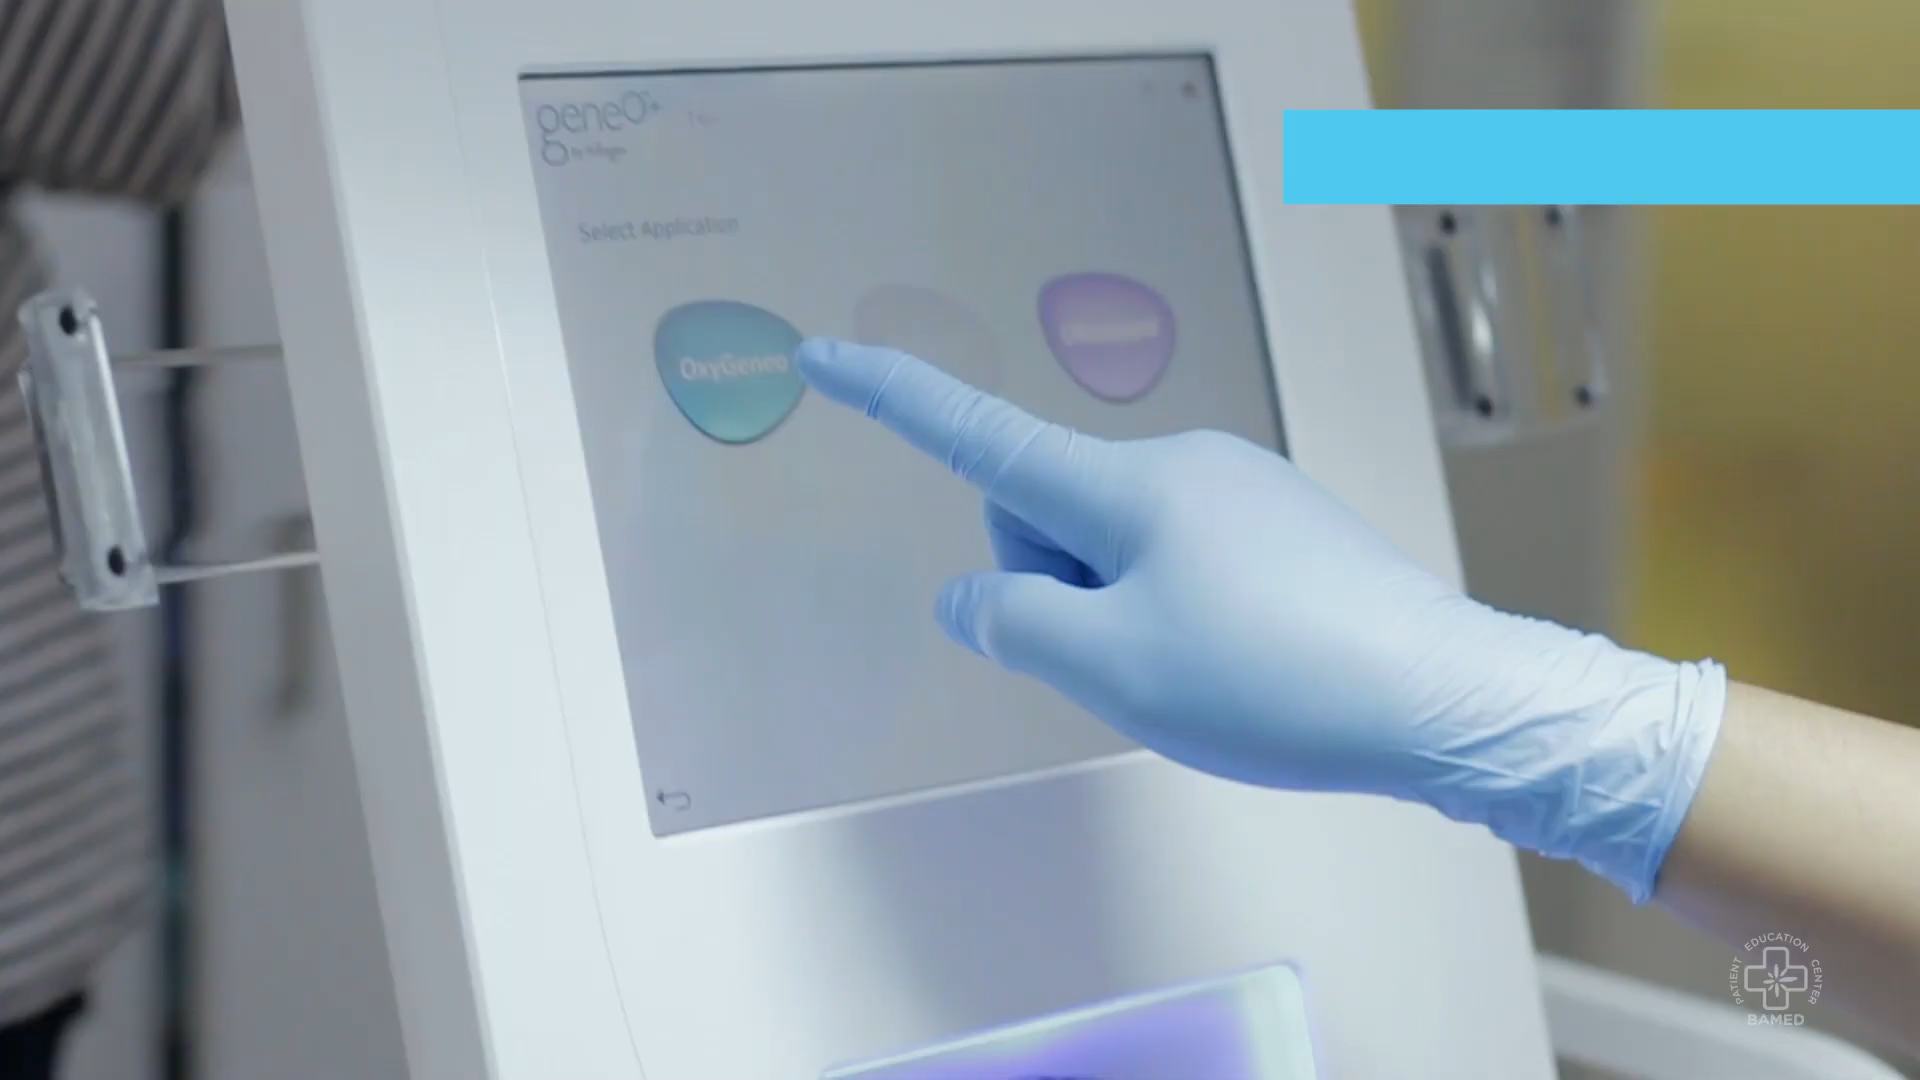 geneO+
Select Application
OxyGeneo
PATIENT EDUCATION CENTER
BAMED